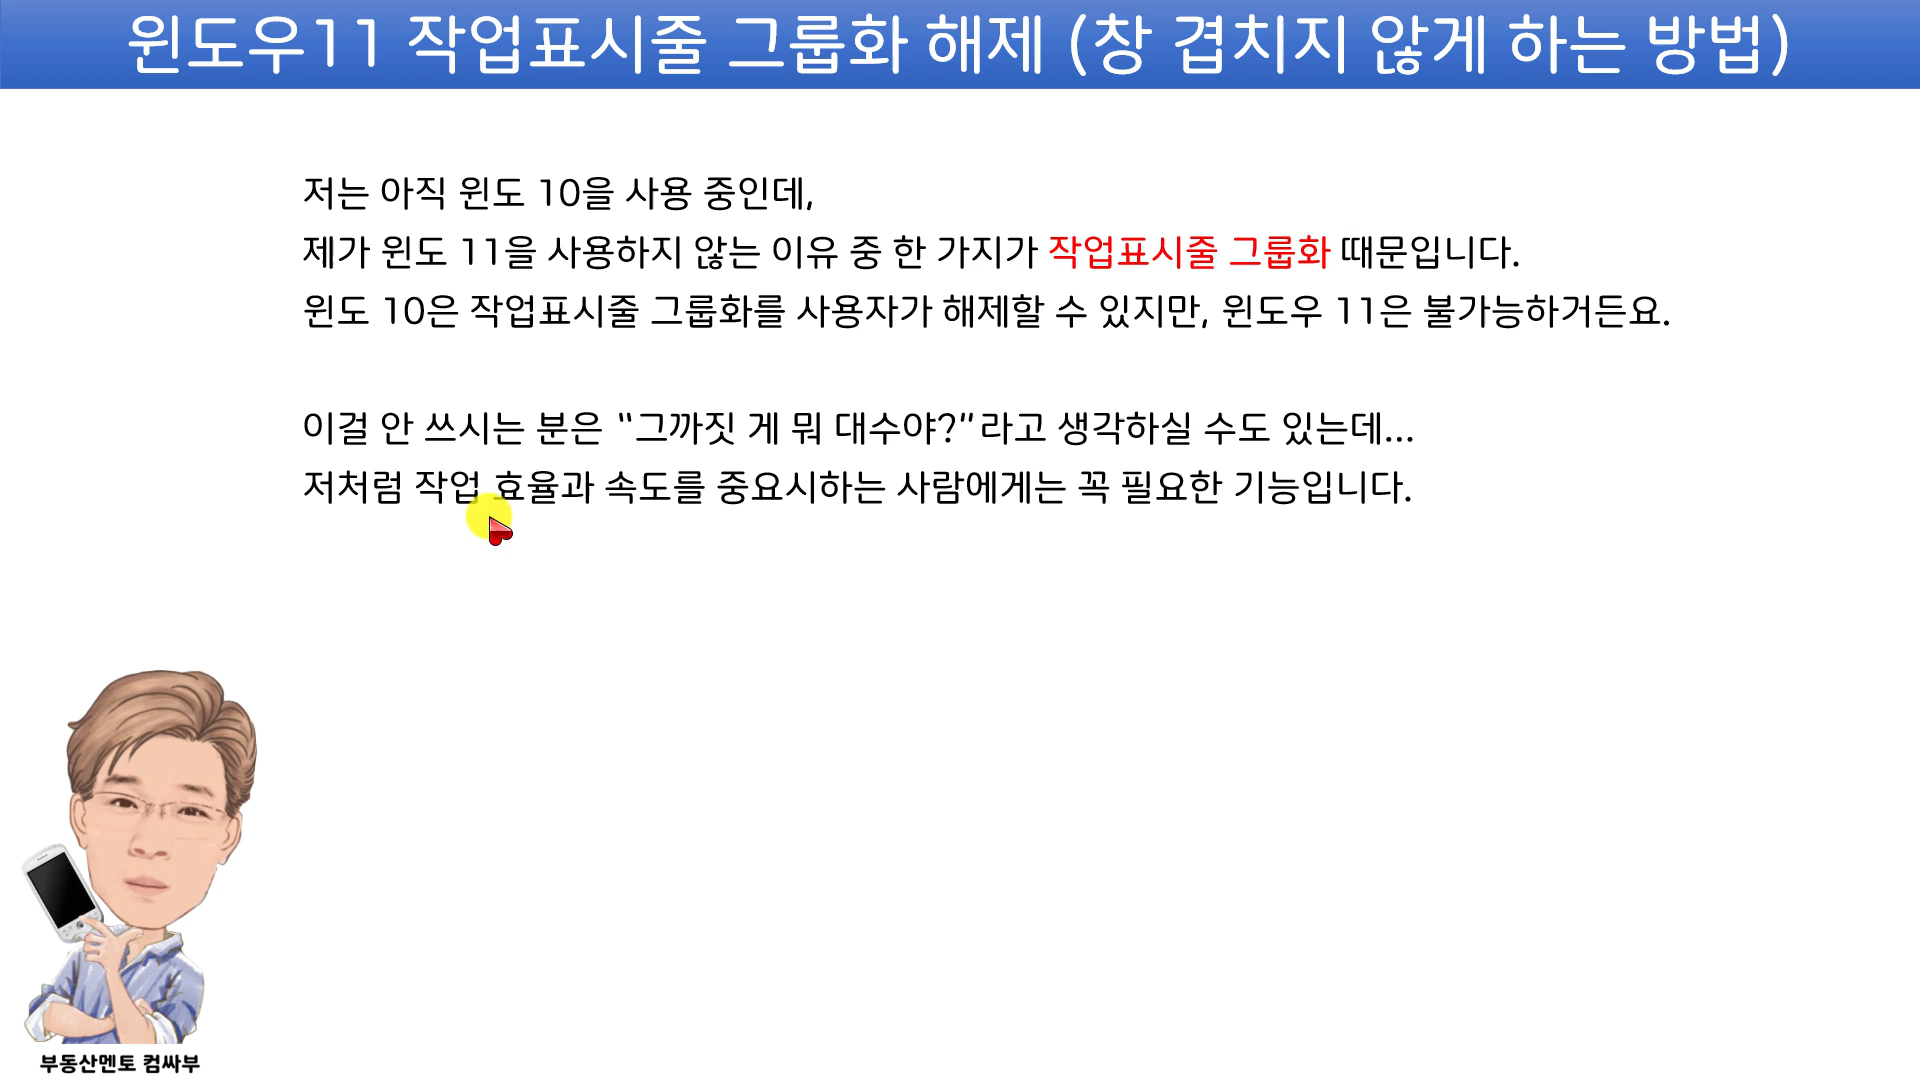 윈도우11 작업표시줄 그룹화 해제 (창 겹치지 않게 하는 방법)
저는 아직 윈도 10을 사용 중인데,
제가 윈도 11을 사용하지 않는 이유 중 한 가지가 작업표시줄 그룹화 때문입니다.
윈도 10은 작업표시줄 그룹화를 사용자가 해제할 수 있지만, 윈도우 11은 불가능하거든요.
이걸 안 쓰시는 분은 “그까짓 게 뭐 대수야?”라고 생각하실 수도 있는데...
저처럼 작업 효율과 속도를 중요시하는 사람에게는 꼭 필요한 기능입니다.
부동산멘토 컴싸부